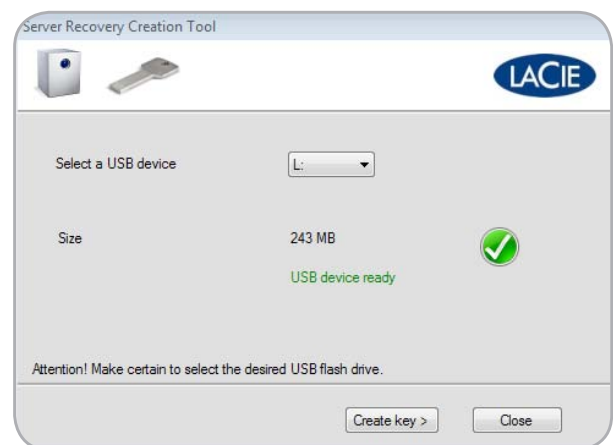 Server Recovery Creation Tool
LACIE
Select a USB device
L:
Size
243 MB
USB device ready
Attention! Make certain to select the desired USB flash drive.
Create key >
Close